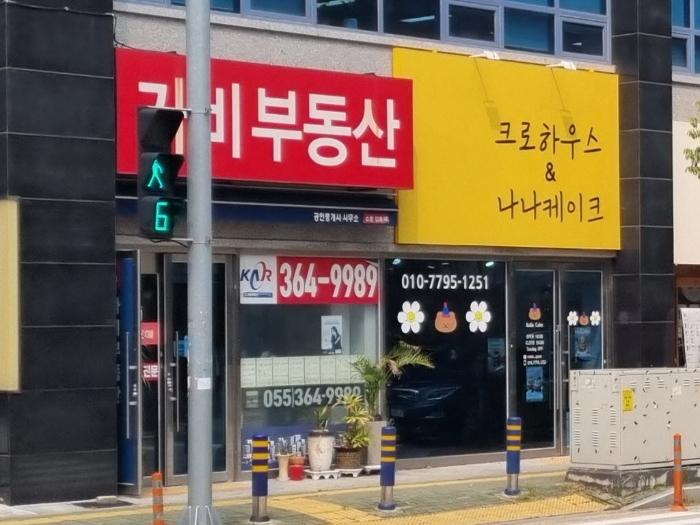 비부동산
크로하우스
&
나나케이크
6
공인중개사 사무소
KAR
364-9989
010-7795-1251
055)364-9989